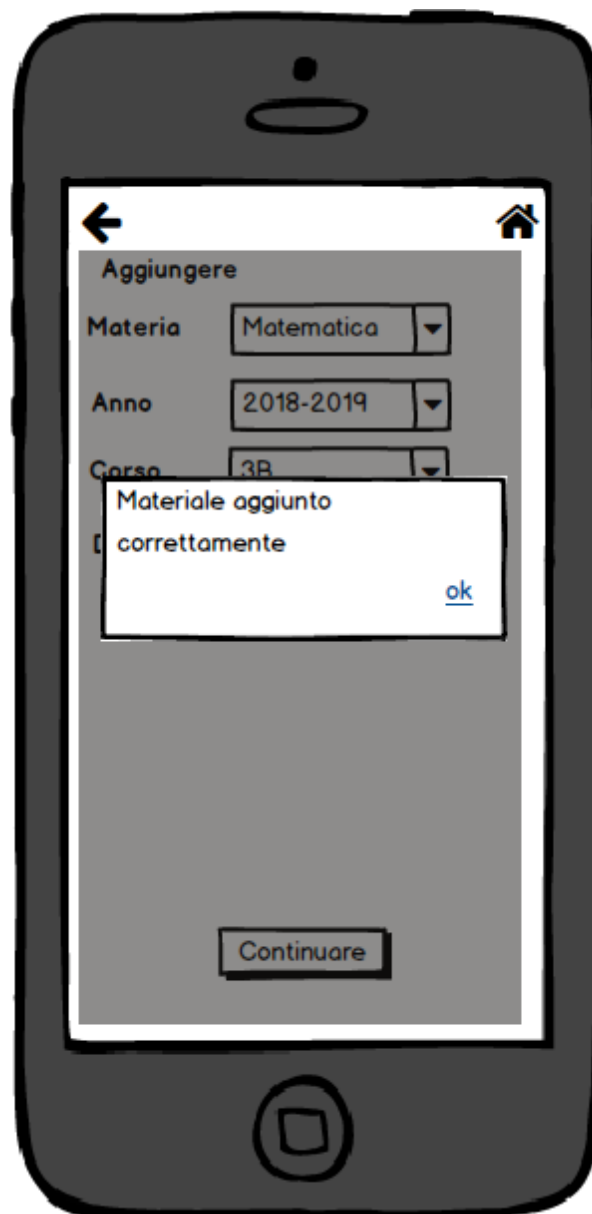 Aggiungere
Materia Matematica
Anno 2018-2019
Corso 3B
Materiale aggiunto
correttamente
ok
Continuare